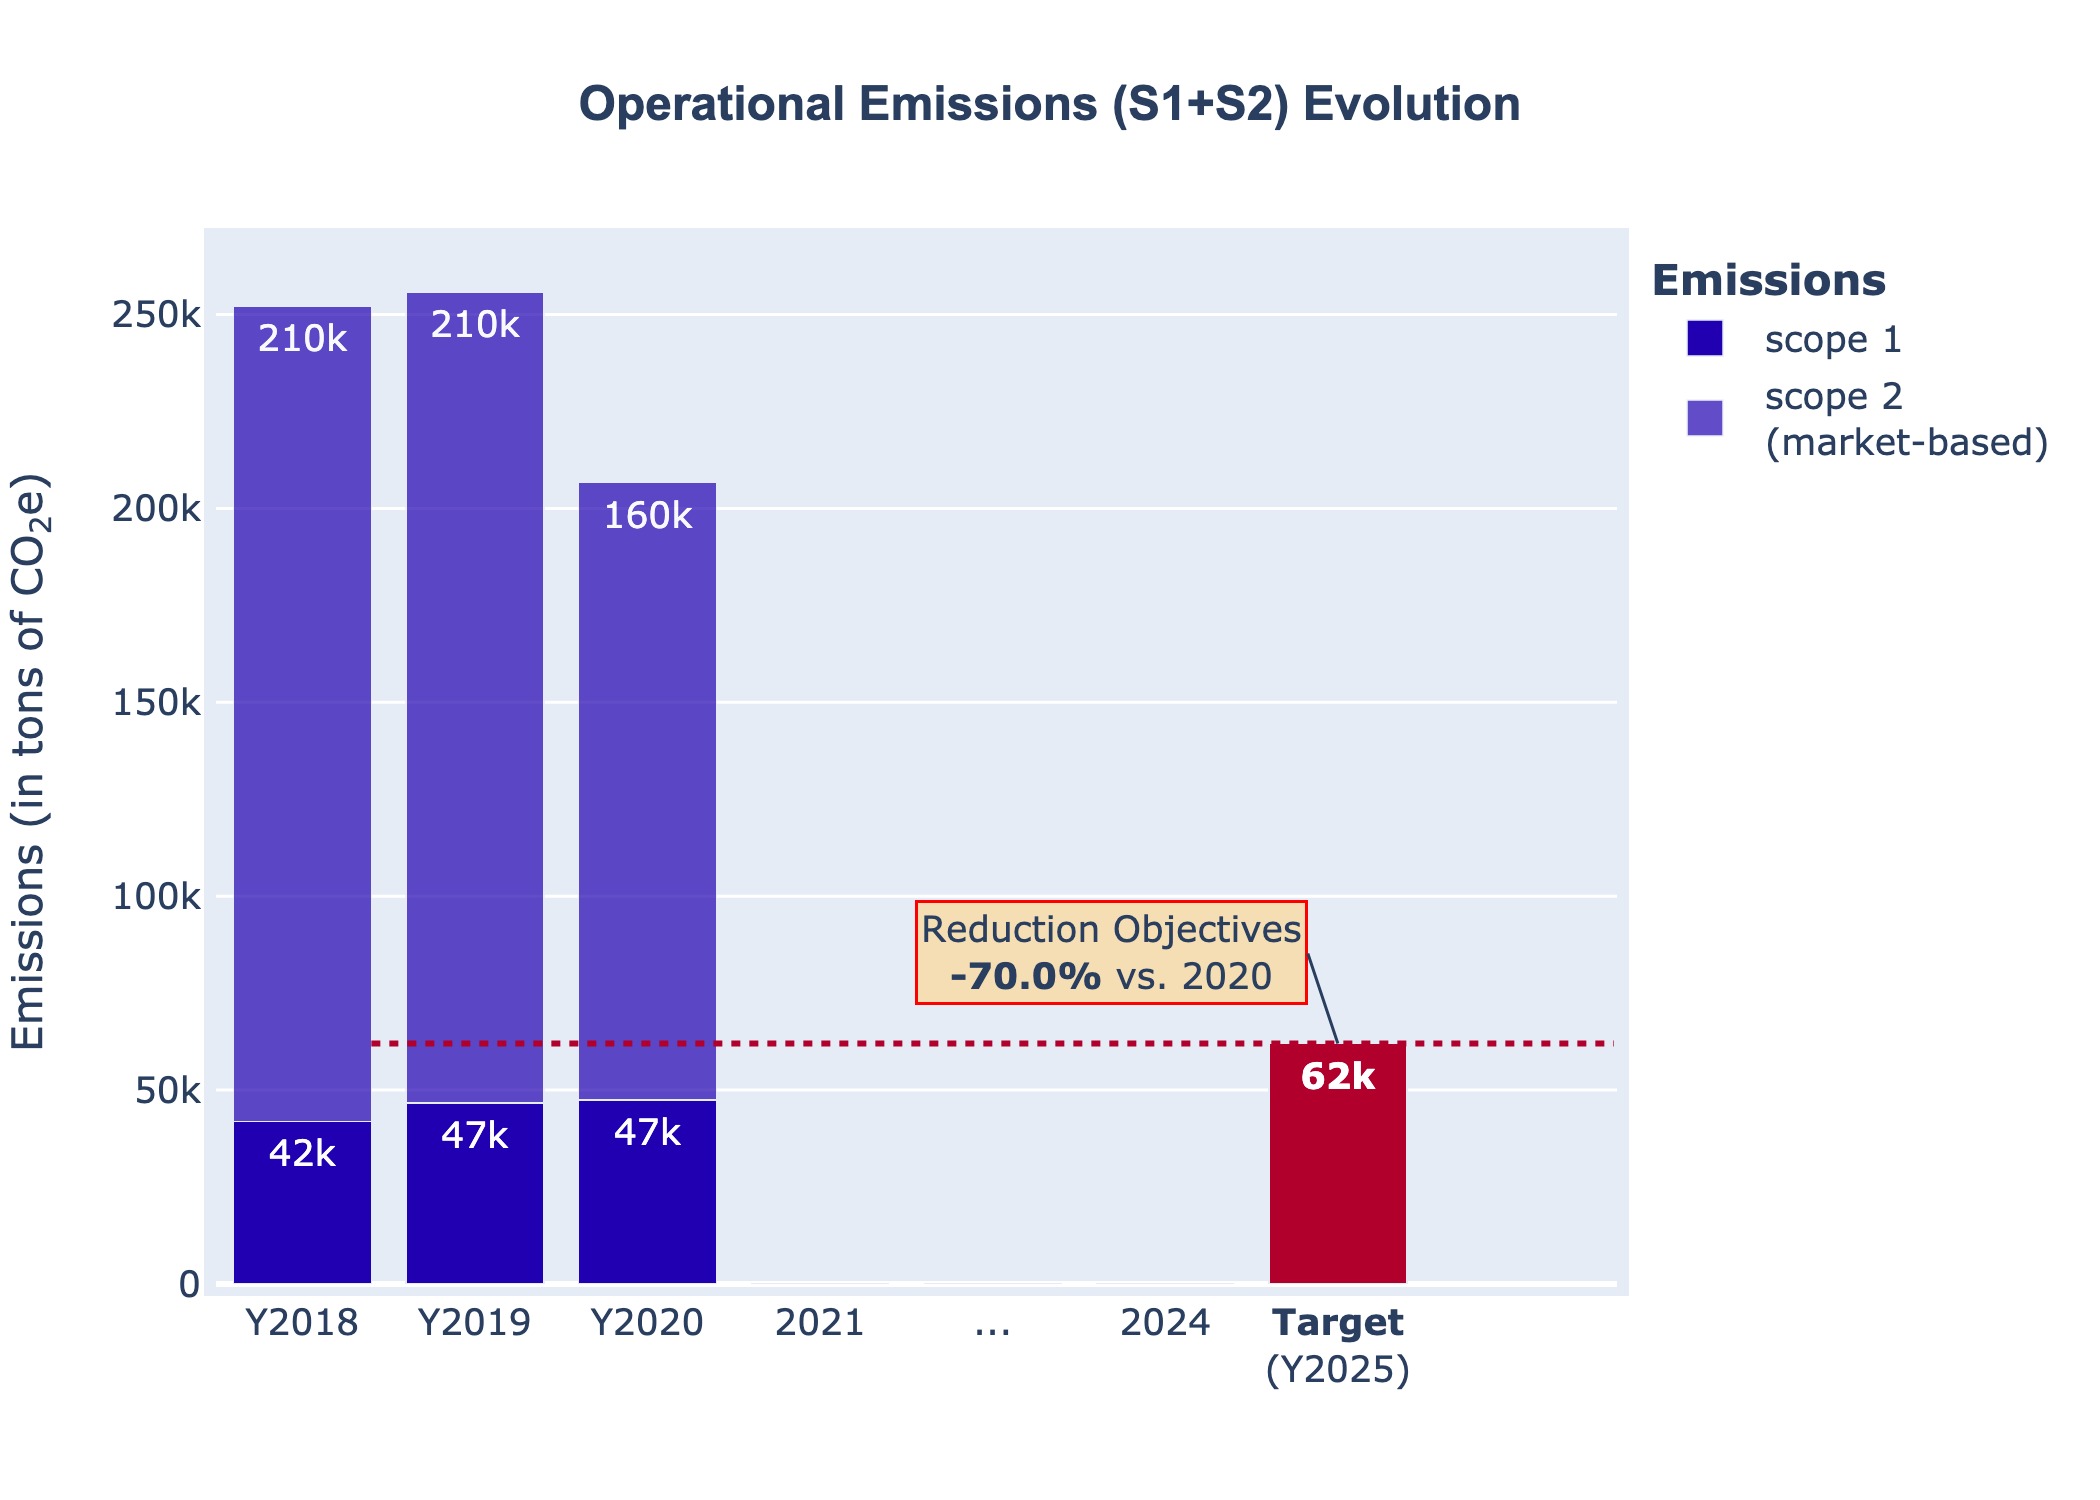 Operational Emissions (S1+S2) Evolution
Emissions (in tons of CO₂e)
250k
200k
150k
100k
50k
0
210k
210k
160k
42k
47k
47k
Reduction Objectives
-70.0% vs. 2020
62k
Y2018
Y2019
Y2020
2021
...
2024
Target
(Y2025)
Emissions
scope 1
scope 2
(market-based)